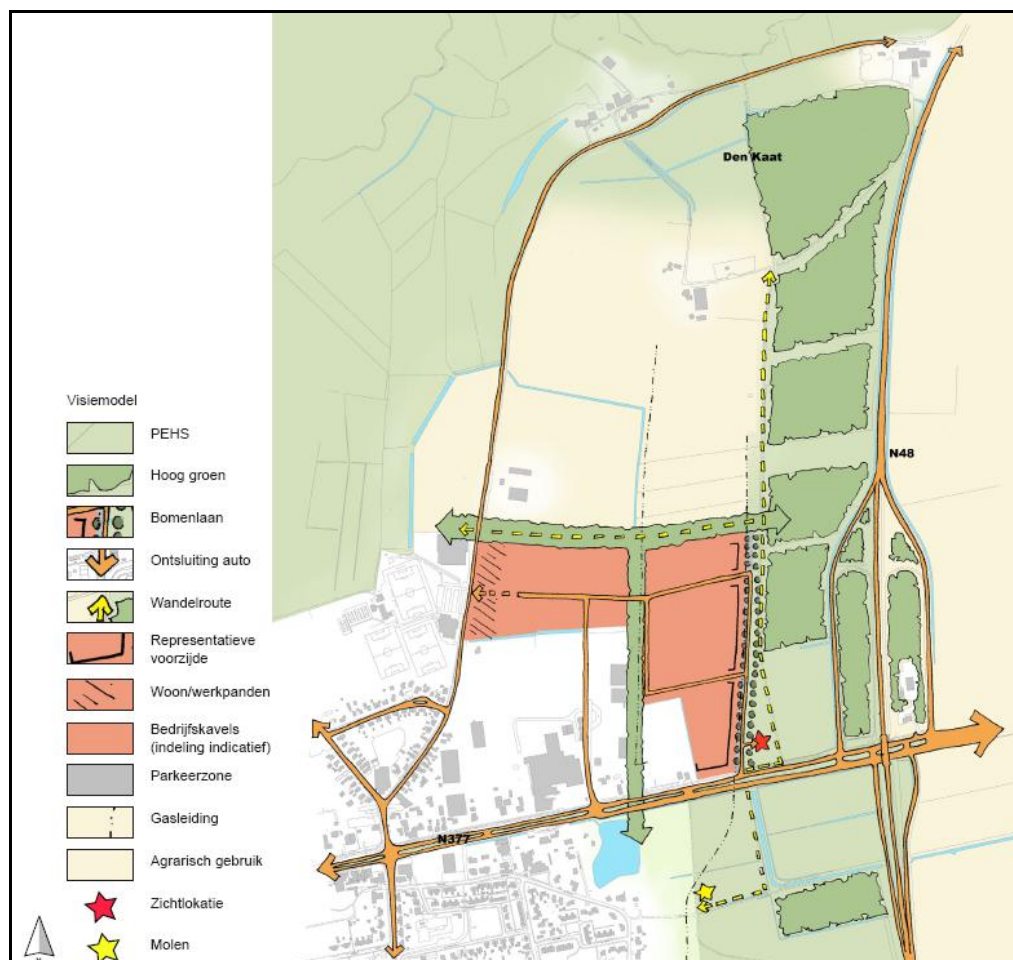 Den Kaat
N48
Visiemodel
PEHS
Hoog groen
Bomenlaan
Ontsluiting auto
Wandelroute
Representatieve
voorzijde
Woon/werkpanden
Bedrijfskavels
(indeling indicatief)
Parkeerzone
Gasleiding
Agrarisch gebruik
Zichtlokatie
Molen
N377